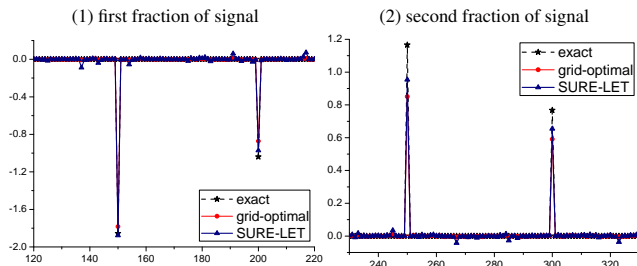 (1) first fraction of signal
(2) second fraction of signal
0.0
-0.4
-0.8
-1.2
-1.6
-2.0
120 140 160 180 200 220
exact
grid-optimal
SURE-LET
1.2
1.0
0.8
0.6
0.4
0.2
0.0
240 260 280 300 320
exact
grid-optimal
SURE-LET